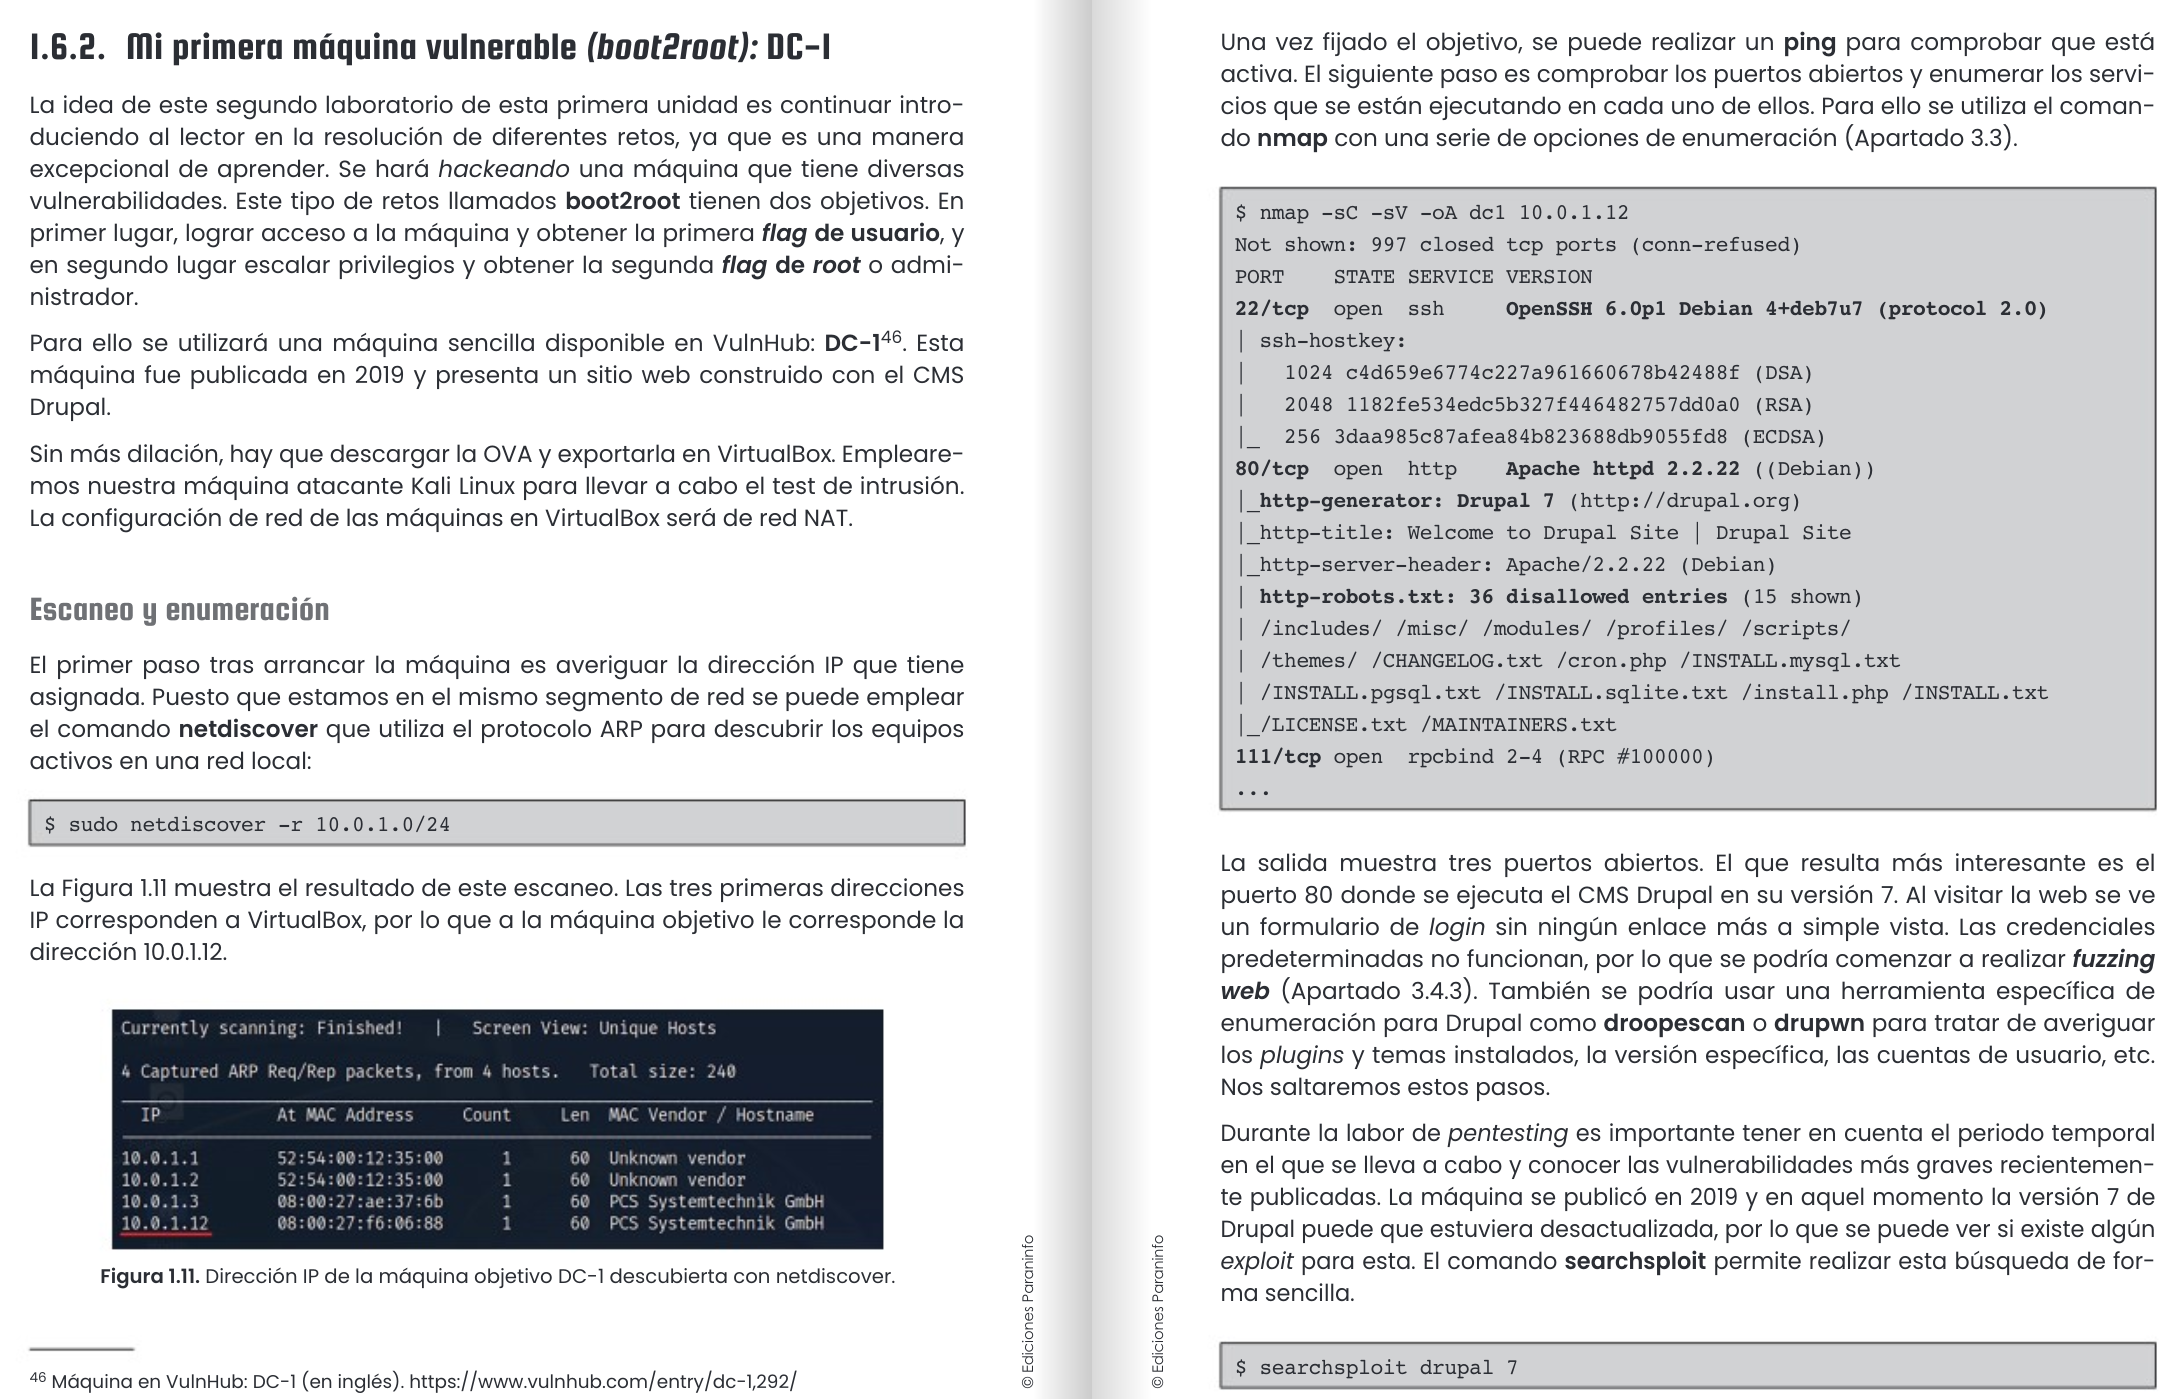 1.6.2. Mi primera máquina vulnerable (boot2root): DC-1
La idea de este segundo laboratorio de esta primera unidad es continuar intro-
duciendo al lector en la resolución de diferentes retos, ya que es una manera
excepcional de aprender. Se hará hackeando una máquina que tiene diversas
vulnerabilidades. Este tipo de retos llamados boot2root tienen dos objetivos. En
primer lugar, lograr acceso a la máquina y obtener la primera flag de usuario, y
en segundo lugar escalar privilegios y obtener la segunda flag de root o admi-
nistrador.
Para ello se utilizará una máquina sencilla disponible en VulnHub: DC-1⁴⁶. Esta
máquina fue publicada en 2019 y presenta un sitio web construido con el CMS
Drupal.
Sin más dilación, hay que descargar la OVA y exportarla en VirtualBox. Empleare-
mos nuestra máquina atacante Kali Linux para llevar a cabo el test de intrusión.
La configuración de red de las máquinas en VirtualBox será de red NAT.
Escaneo y enumeración
El primer paso tras arrancar la máquina es averiguar la dirección IP que tiene
asignada. Puesto que estamos en el mismo segmento de red se puede emplear
el comando netdiscover que utiliza el protocolo ARP para descubrir los equipos
activos en una red local:
$ sudo netdiscover -r 10.0.1.0/24
La Figura 1.11 muestra el resultado de este escaneo. Las tres primeras direcciones
IP corresponden a VirtualBox, por lo que a la máquina objetivo le corresponde la
dirección 10.0.1.12.
Currently scanning: Finished! | Screen View: Unique Hosts
4 Captured ARP Req/Rep packets, from 4 hosts. Total size: 240
IP At MAC Address Count Len MAC Vendor / Hostname
10.0.1.1 52:54:00:12:35:00 1 60 Unknown vendor
10.0.1.2 52:54:00:12:35:00 1 60 Unknown vendor
10.0.1.3 08:00:27:ae:37:6b 1 60 PCS Systemtechnik GmbH
10.0.1.12 08:00:27:f6:06:88 1 60 PCS Systemtechnik GmbH
Figura 1.11. Dirección IP de la máquina objetivo DC-1 descubierta con netdiscover.
⁴⁶ Máquina en VulnHub: DC-1 (en inglés). https://www.vulnhub.com/entry/dc-1,292/
© Ediciones Paraninfo
Una vez fijado el objetivo, se puede realizar un ping para comprobar que está
activa. El siguiente paso es comprobar los puertos abiertos y enumerar los servi-
cios que se están ejecutando en cada uno de ellos. Para ello se utiliza el coman-
do nmap con una serie de opciones de enumeración (Apartado 3.3).
$ nmap -sC -sV -oA dc1 10.0.1.12
Not shown: 997 closed tcp ports (conn-refused)
PORT STATE SERVICE VERSION
22/tcp open ssh OpenSSH 6.0p1 Debian 4+deb7u7 (protocol 2.0)
| ssh-hostkey:
| 1024 c4d659e6774c227a961660678b42488f (DSA)
| 2048 1182fe534edc5b327f446482757dd0a0 (RSA)
|_ 256 3daa985c87afea84b823688db9055fd8 (ECDSA)
80/tcp open http Apache httpd 2.2.22 ((Debian))
|_http-generator: Drupal 7 (http://drupal.org)
|_http-title: Welcome to Drupal Site | Drupal Site
|_http-server-header: Apache/2.2.22 (Debian)
| http-robots.txt: 36 disallowed entries (15 shown)
| /includes/ /misc/ /modules/ /profiles/ /scripts/
| /themes/ /CHANGELOG.txt /cron.php /INSTALL.mysql.txt
| /INSTALL.pgsql.txt /INSTALL.sqlite.txt /install.php /INSTALL.txt
|_/LICENSE.txt /MAINTAINERS.txt
111/tcp open rpcbind 2-4 (RPC #100000)
...
La salida muestra tres puertos abiertos. El que resulta más interesante es el
puerto 80 donde se ejecuta el CMS Drupal en su versión 7. Al visitar la web se ve
un formulario de login sin ningún enlace más a simple vista. Las credenciales
predeterminadas no funcionan, por lo que se podría comenzar a realizar fuzzing
web (Apartado 3.4.3). También se podría usar una herramienta específica de
enumeración para Drupal como droopescan o drupwn para tratar de averiguar
los plugins y temas instalados, la versión específica, las cuentas de usuario, etc.
Nos saltaremos estos pasos.
Durante la labor de pentesting es importante tener en cuenta el periodo temporal
en el que se lleva a cabo y conocer las vulnerabilidades más graves recientemen-
te publicadas. La máquina se publicó en 2019 y en aquel momento la versión 7 de
Drupal puede que estuviera desactualizada, por lo que se puede ver si existe algún
exploit para esta. El comando searchsploit permite realizar esta búsqueda de for-
ma sencilla.
$ searchsploit drupal 7
© Ediciones Paraninfo